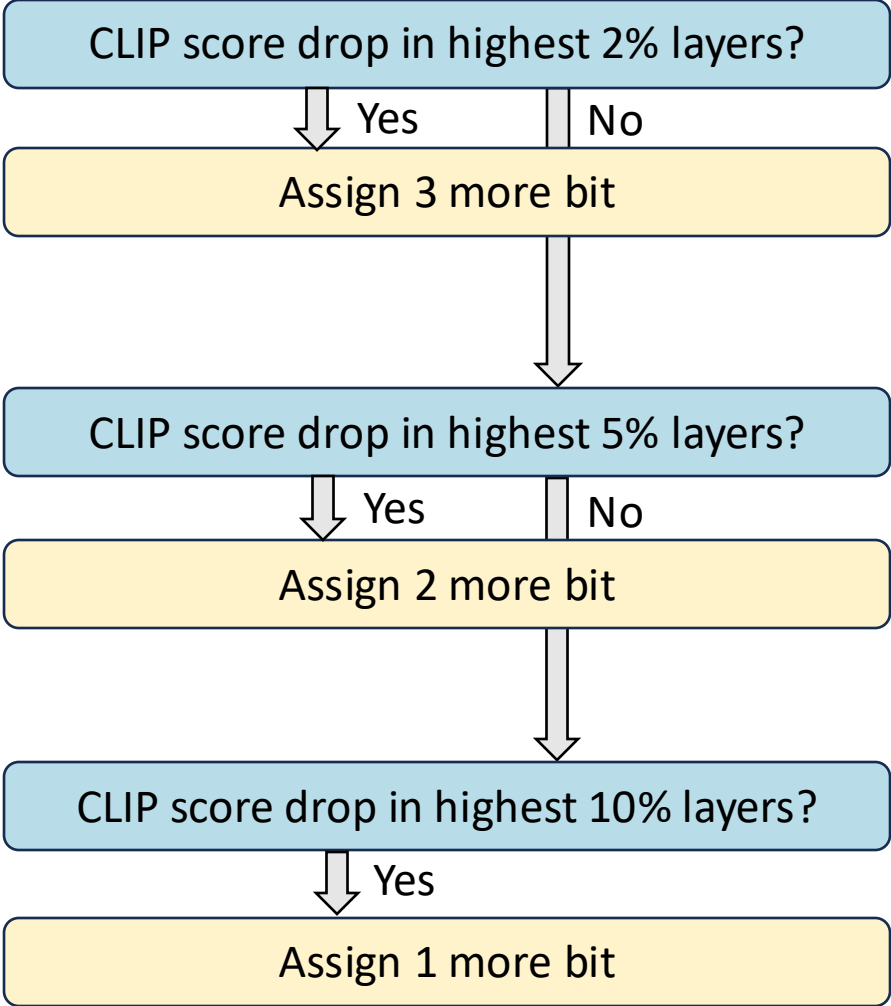 CLIP score drop in highest 2% layers?
Yes
No
Assign 3 more bit
CLIP score drop in highest 5% layers?
Yes
No
Assign 2 more bit
CLIP score drop in highest 10% layers?
Yes
Assign 1 more bit